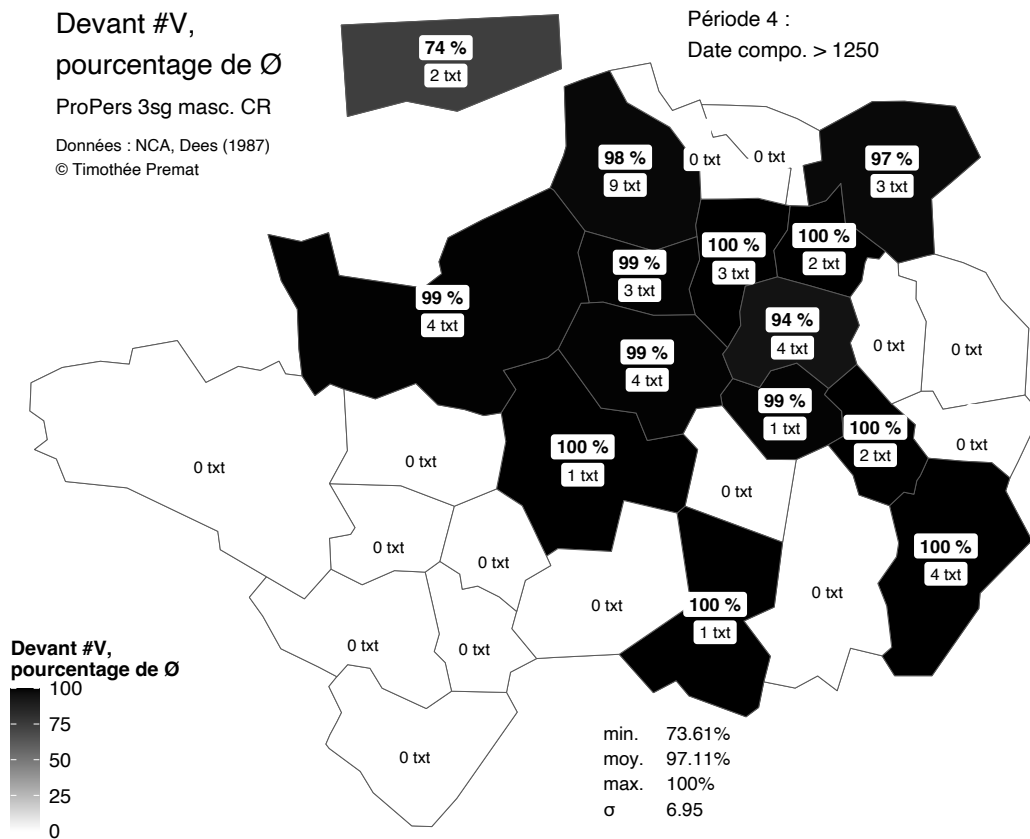 Devant #V,
pourcentage de Ø
ProPers 3sg masc. CR
Données : NCA, Dees (1987)
© Timothée Premat
Période 4 :
Date compo. > 1250
74 %
2 txt
98 %
9 txt
0 txt
0 txt
97 %
3 txt
100 %
3 txt
100 %
2 txt
99 %
3 txt
99 %
4 txt
94 %
4 txt
99 %
4 txt
0 txt
0 txt
99 %
1 txt
100 %
2 txt
0 txt
0 txt
0 txt
100 %
1 txt
0 txt
0 txt
0 txt
100 %
4 txt
0 txt
100 %
1 txt
0 txt
0 txt
0 txt
0 txt
Devant #V,
pourcentage de Ø
100
75
50
25
0
min. 73.61%
moy. 97.11%
max. 100%
σ 6.95